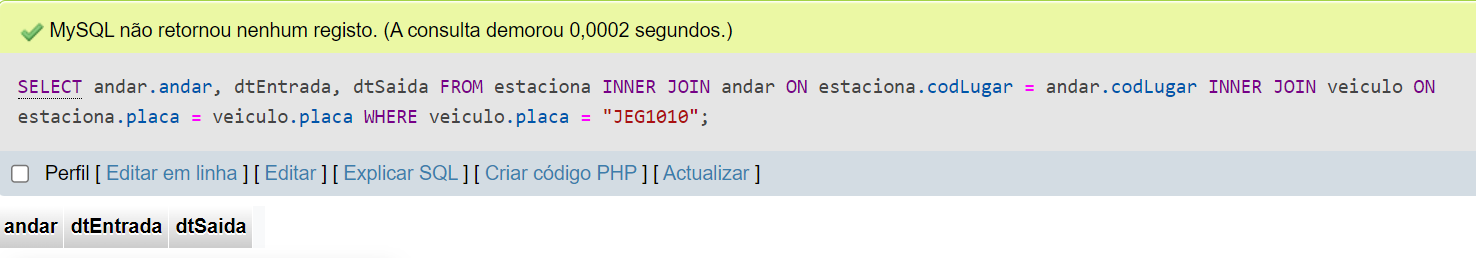 MySQL não retornou nenhum registo. (A consulta demorou 0,0002 segundos.)
SELECT andar.andar, dtEntrada, dtSaida FROM estaciona INNER JOIN andar ON estaciona.codLugar = andar.codLugar INNER JOIN veiculo ON
estaciona.placa = veiculo.placa WHERE veiculo.placa = "JEG1010";
Perfil [ Editar em linha ] [ Editar ] [ Explicar SQL ] [ Criar código PHP ] [ Actualizar ]
andar dtEntrada dtSaida